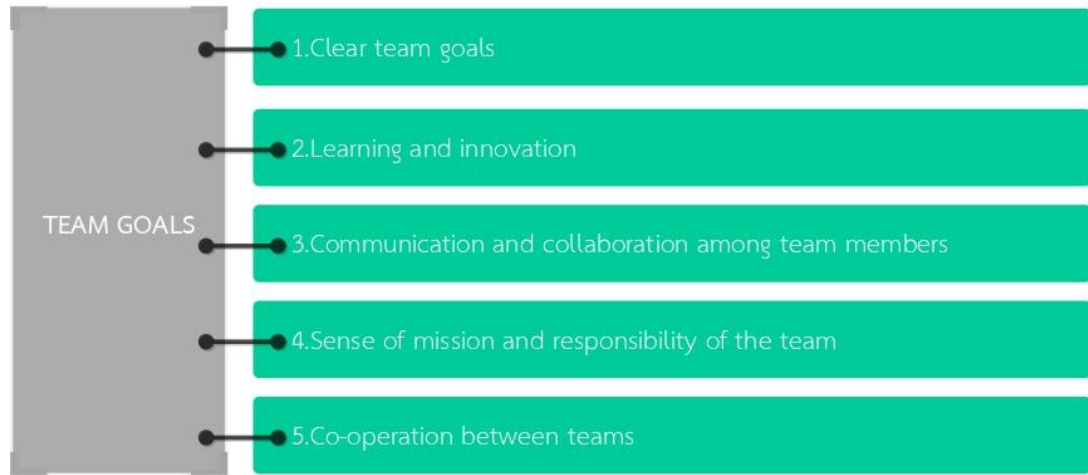 TEAM GOALS
1.Clear team goals
2.Learning and innovation
3.Communication and collaboration among team members
4.Sense of mission and responsibility of the team
5.Co-operation between teams